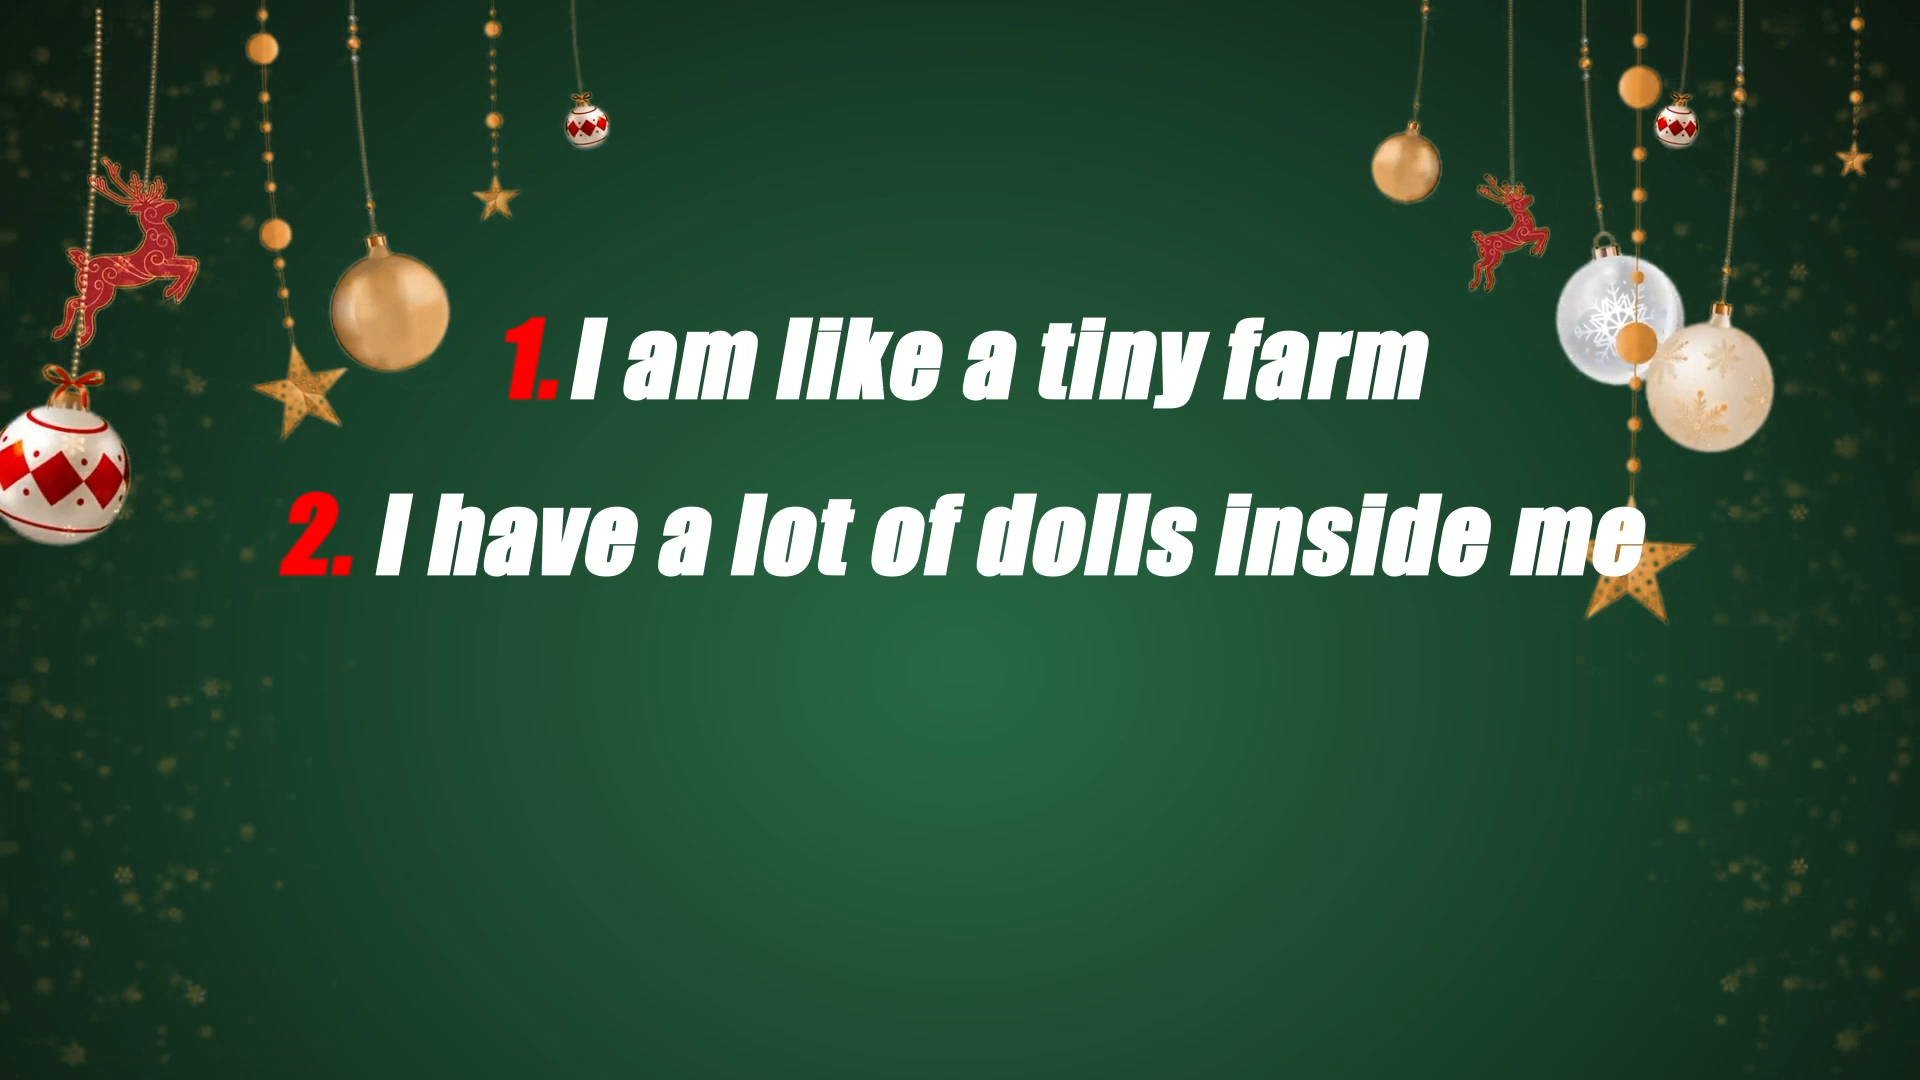 1. I am like a tiny farm
2. I have a lot of dolls inside me